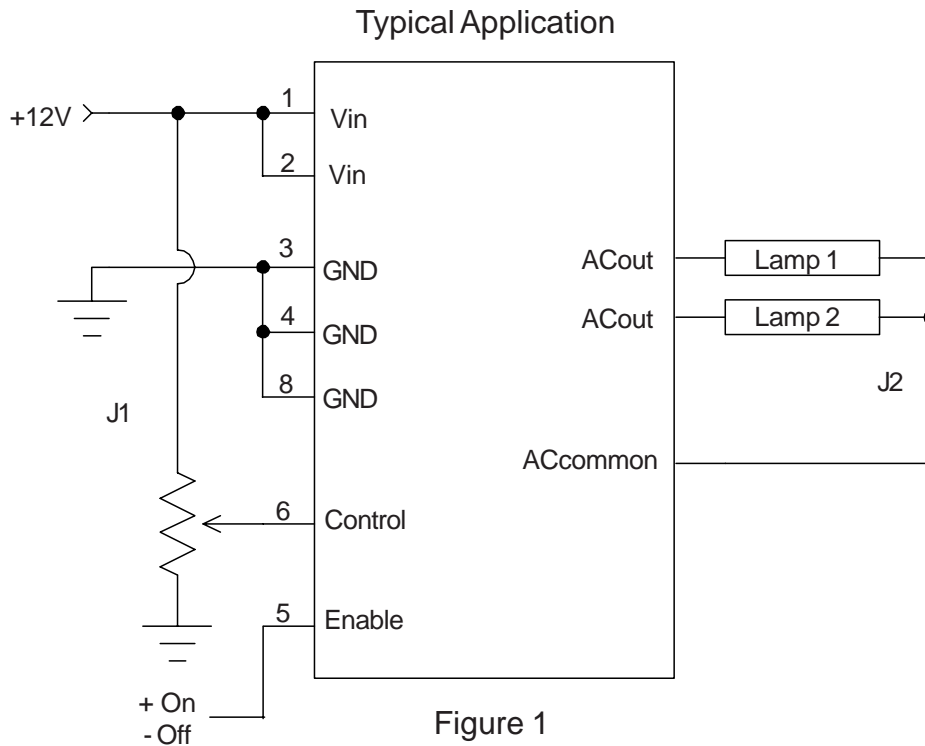 Typical Application
+12V
1
Vin
2
Vin
3
GND
4
GND
8
GND
J1
6
Control
5
Enable
+ On
- Off
ACout
Lamp 1
ACout
Lamp 2
J2
ACcommon
Figure 1